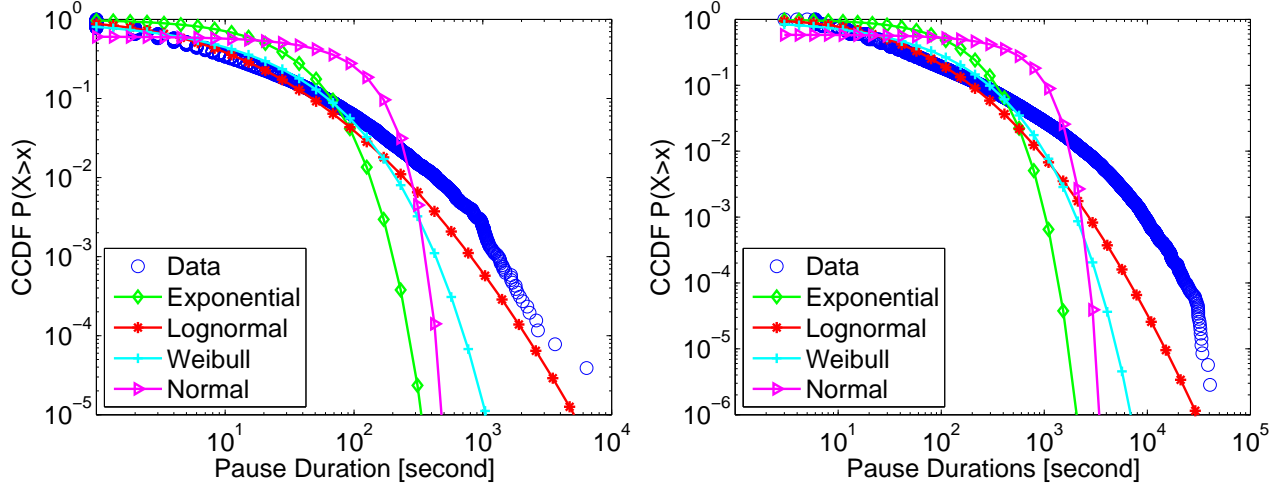 CCDF P(X>x)
10^0
10^-1
10^-2
10^-3
10^-4
10^-5
Data
Exponential
Lognormal
Weibull
Normal
10^1
10^2
10^3
10^4
Pause Duration [second]
CCDF P(X>x)
10^0
10^-1
10^-2
10^-3
10^-4
10^-5
10^-6
Data
Exponential
Lognormal
Weibull
Normal
10^1
10^2
10^3
10^4
10^5
Pause Durations [second]